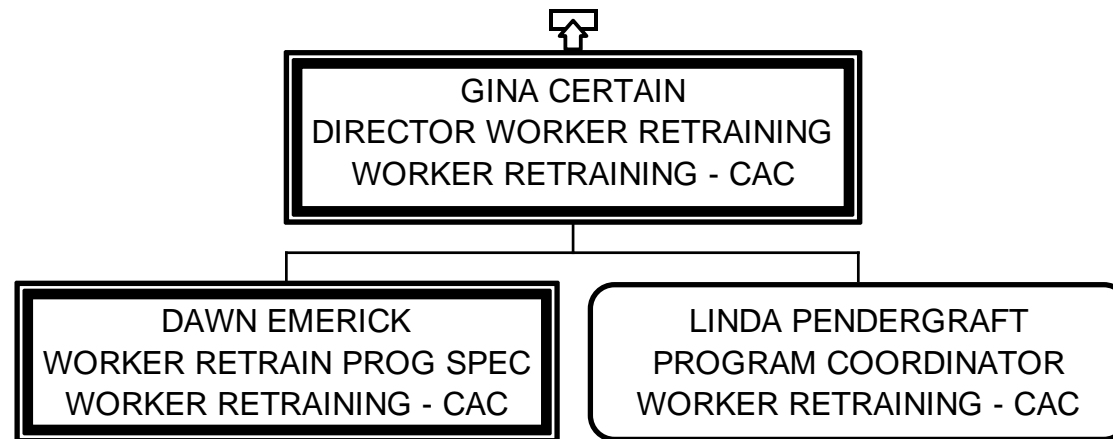 GINA CERTAIN
DIRECTOR WORKER RETRAINING
WORKER RETRAINING - CAC
DAWN EMERICK
WORKER RETRAIN PROG SPEC
WORKER RETRAINING - CAC
LINDA PENDERGRAFT
PROGRAM COORDINATOR
WORKER RETRAINING - CAC